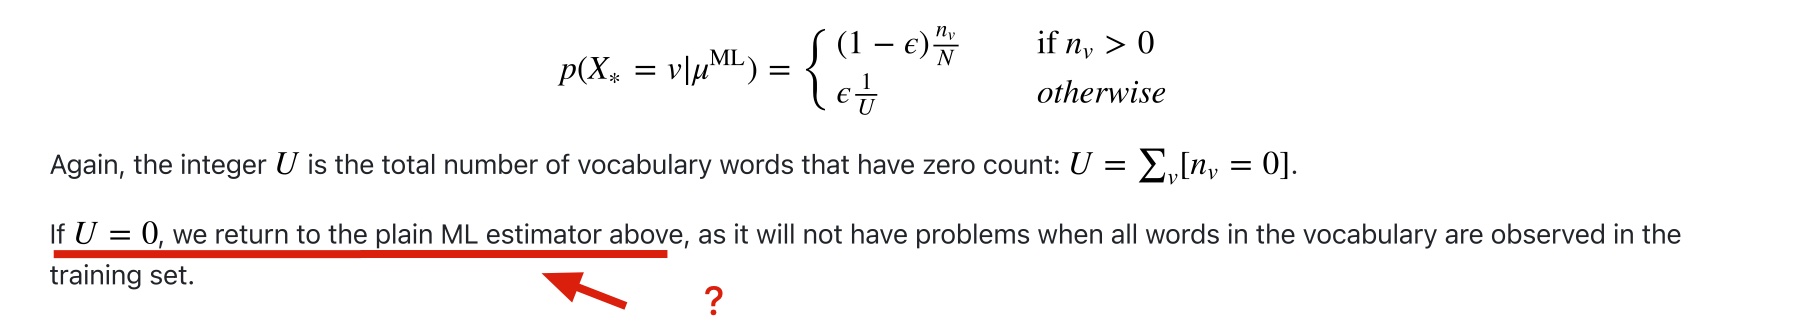 p(X* = v|μ^ML) = { (1 − ϵ) n_v/N if n_v > 0
ϵ 1/U otherwise
Again, the integer U is the total number of vocabulary words that have zero count: U = ∑_v[n_v = 0].
If U = 0, we return to the plain ML estimator above, as it will not have problems when all words in the vocabulary are observed in the
training set.
?